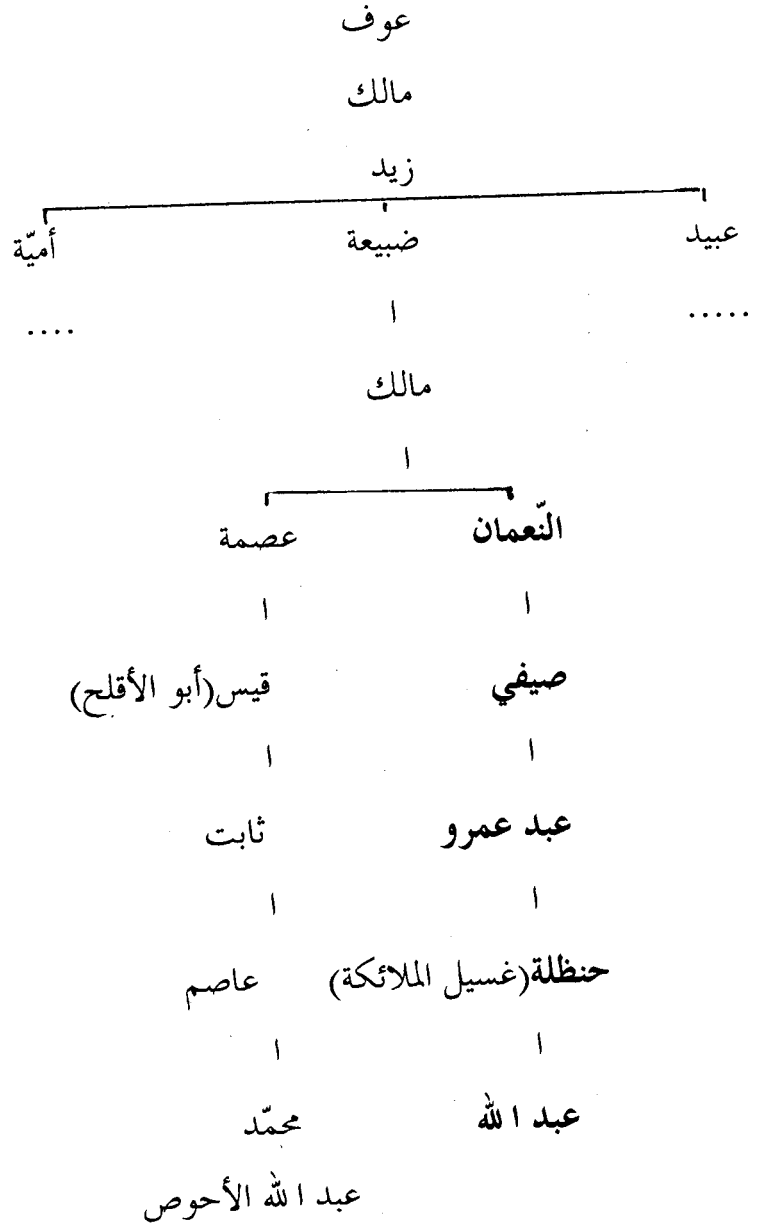 عوف
مالك
زيد
عبيد ضبيعة أميّة
..... ا ....
مالك
ا
النّعمان عصمة
ا ا
صيفي قيس(أبو الأقلح)
ا ا
عبد عمرو ثابت
ا ا
حنظلة(غسيل الملائكة) عاصم
ا ا
عبد الله محمّد
عبد الله الأحوص